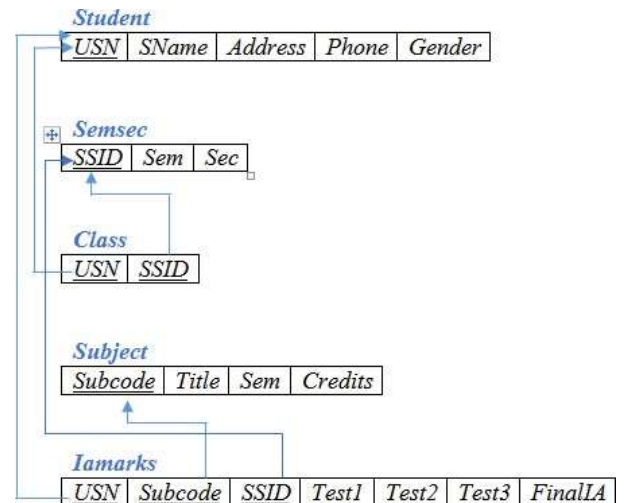 Student
USN SName Address Phone Gender
Semsec
SSID Sem Sec
Class
USN SSID
Subject
Subcode Title Sem Credits
Iamarks
USN Subcode SSID Test1 Test2 Test3 FinalIA